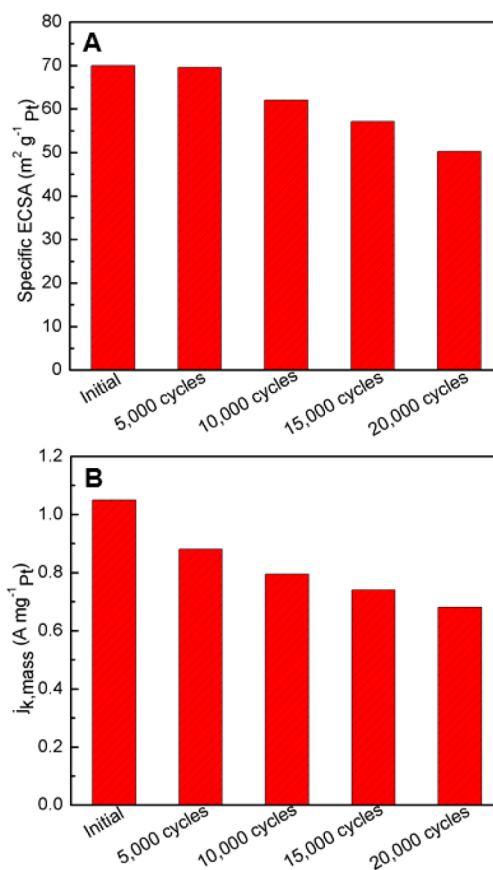 A
80
70
60
50
40
30
20
10
0
Specific ECSA (m² g⁻¹ Pt)
Initial
5,000 cycles
10,000 cycles
15,000 cycles
20,000 cycles
B
1.2
1.0
0.8
0.6
0.4
0.2
0.0
jk,mass (A mg⁻¹Pt)
Initial
5,000 cycles
10,000 cycles
15,000 cycles
20,000 cycles